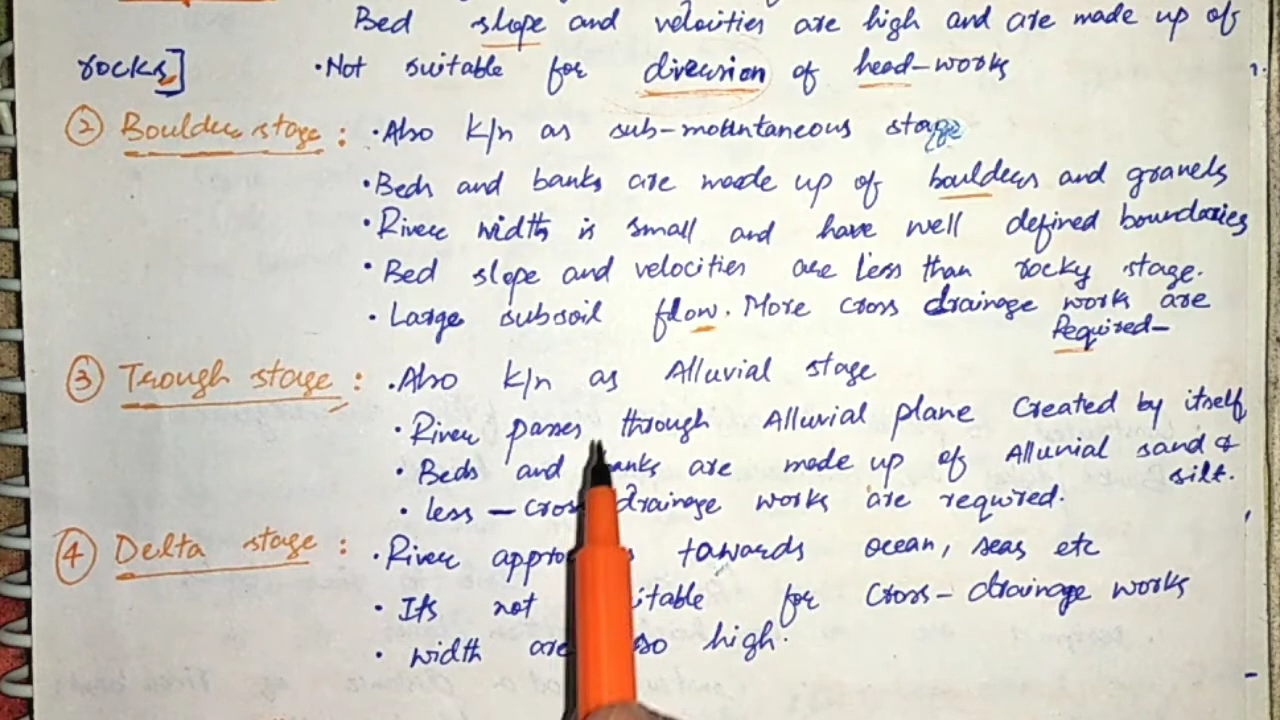 Bed slope and velocities are high and are made up of
rocks] • Not suitable for diversion of head-works
② Boulder stage : • Also k/n as sub-mountaneous stage
• Beds and banks are made up of boulders and gravels
• River width is small and have well defined boundaries
• Bed slope and velocities are less than rocky stage.
• Large subsoil flow. More cross drainage works are
Required-
③ Trough stage : • Also k/n as Alluvial stage
• River passes through Alluvial plane created by itself
• Beds and banks are made up of Alluvial sand &
silt.
• less - cross drainage works are required.
④ Delta stage : • River towards ocean, seas etc
• Its not for cross-drainage works
• width are so high.